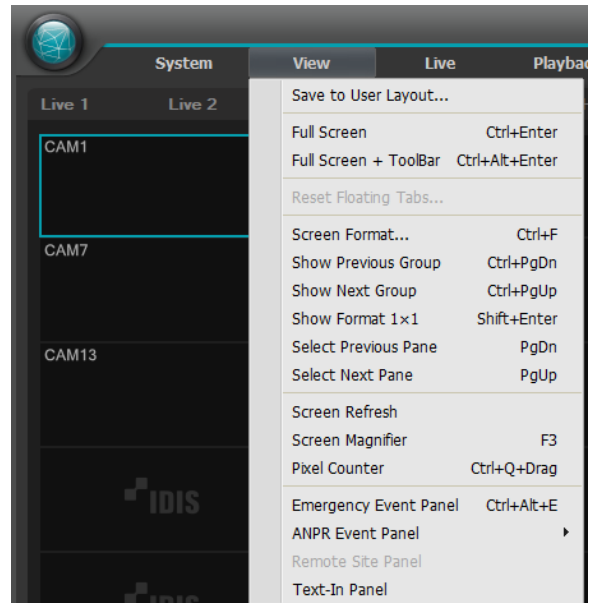 System View Live Playbac
Live 1 Live 2
Save to User Layout...
Full Screen Ctrl+Enter
Full Screen + ToolBar Ctrl+Alt+Enter
Reset Floating Tabs...
Screen Format... Ctrl+F
Show Previous Group Ctrl+PgDn
Show Next Group Ctrl+PgUp
Show Format 1×1 Shift+Enter
Select Previous Pane PgDn
Select Next Pane PgUp
Screen Refresh
Screen Magnifier F3
Pixel Counter Ctrl+Q+Drag
Emergency Event Panel Ctrl+Alt+E
ANPR Event Panel
Remote Site Panel
Text-In Panel
CAM1
CAM7
CAM13
IDIS
IDIS